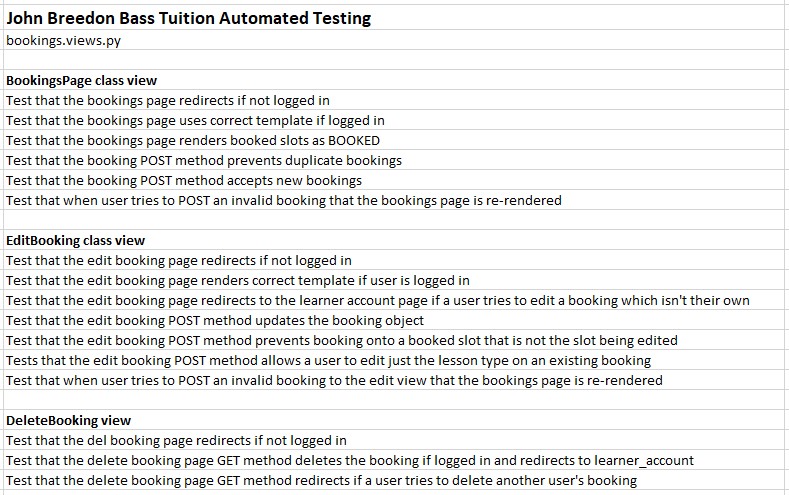 John Breedon Bass Tuition Automated Testing
bookings.views.py
BookingsPage class view
Test that the bookings page redirects if not logged in
Test that the bookings page uses correct template if logged in
Test that the bookings page renders booked slots as BOOKED
Test that the booking POST method prevents duplicate bookings
Test that the booking POST method accepts new bookings
Test that when user tries to POST an invalid booking that the bookings page is re-rendered
EditBooking class view
Test that the edit booking page redirects if not logged in
Test that the edit booking page renders correct template if user is logged in
Test that the edit booking page redirects to the learner account page if a user tries to edit a booking which isn't their own
Test that the edit booking POST method updates the booking object
Test that the edit booking POST method prevents booking onto a booked slot that is not the slot being edited
Tests that the edit booking POST method allows a user to edit just the lesson type on an existing booking
Test that when user tries to POST an invalid booking to the edit view that the bookings page is re-rendered
DeleteBooking view
Test that the del booking page redirects if not logged in
Test that the delete booking page GET method deletes the booking if logged in and redirects to learner_account
Test that the delete booking page GET method redirects if a user tries to delete another user's booking